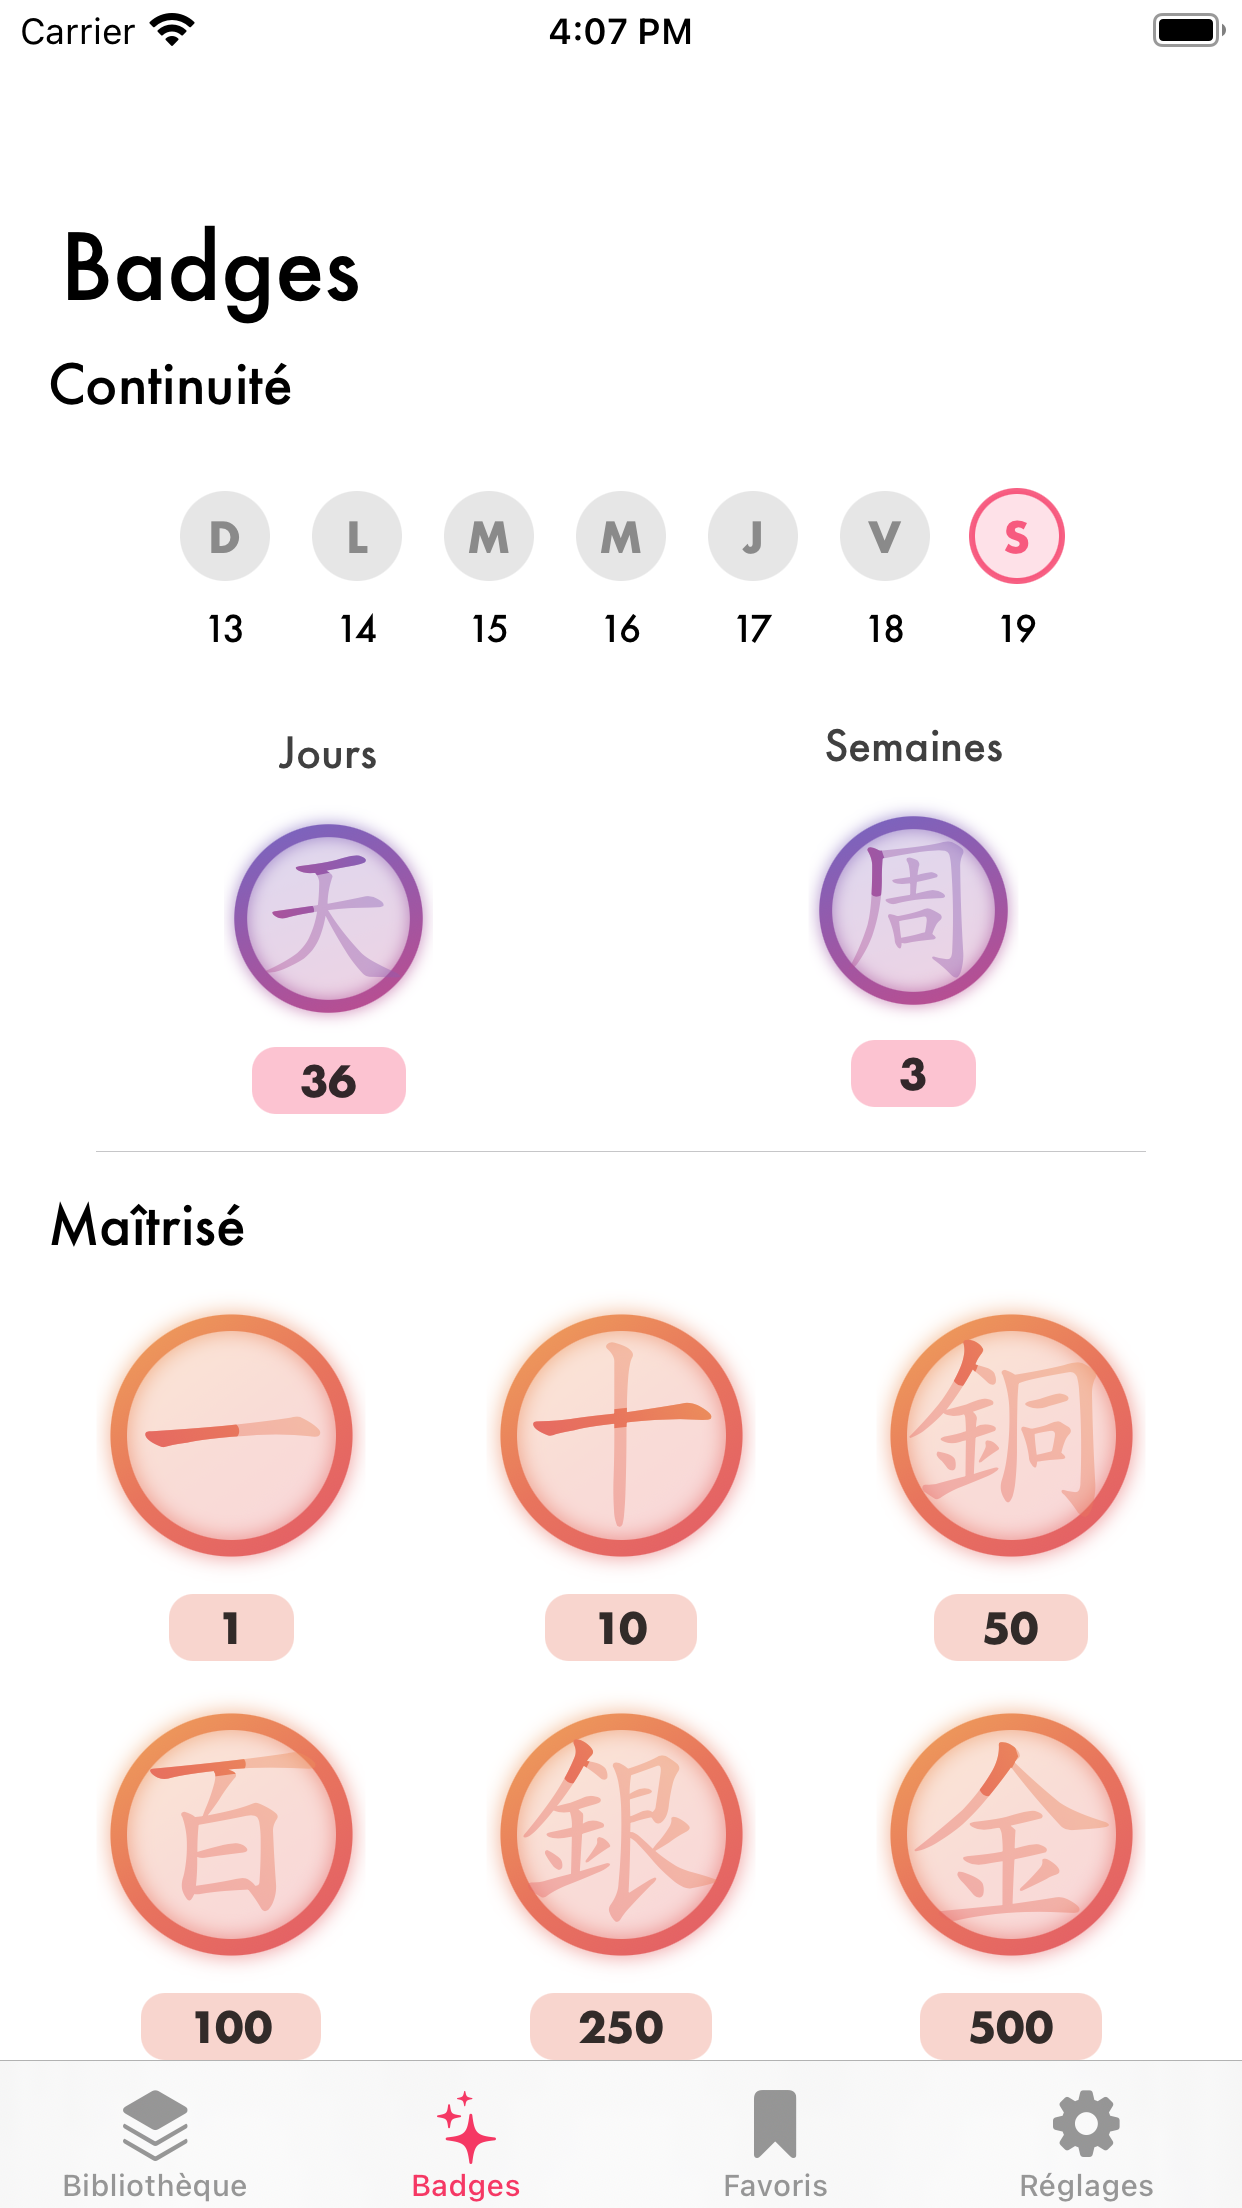 Carrier 4:07 PM
Badges
Continuité
D L M M J V S
13 14 15 16 17 18 19
Jours Semaines
天 周
36 3
Maîtrisé
一 十 銅
1 10 50
百 銀 金
100 250 500
Bibliothèque Badges Favoris Réglages